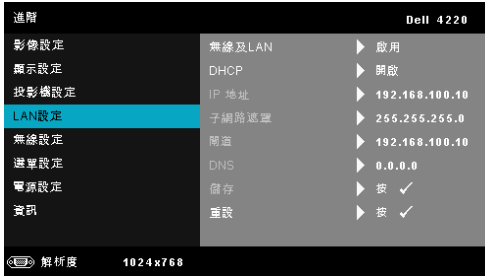 進階 Dell 4220
影像設定
顯示設定
投影機設定
LAN設定
無線設定
選單設定
電源設定
資訊
無線及LAN 啟用
DHCP 開啟
IP 地址 192.168.100.10
子網路遮罩 255.255.255.0
閘道 192.168.100.10
DNS 0.0.0.0
儲存 按 ✓
重設 按 ✓
解析度 1024x768